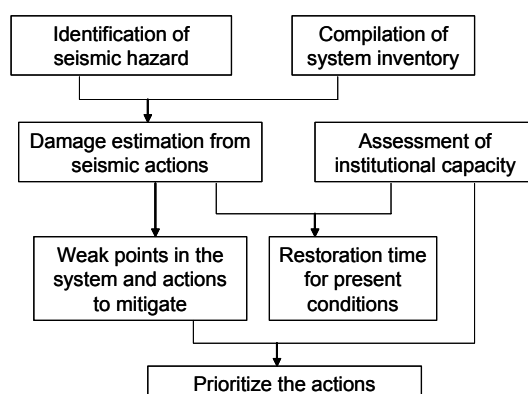 Identification of
seismic hazard
Compilation of
system inventory
Damage estimation from
seismic actions
Assessment of
institutional capacity
Weak points in the
system and actions
to mitigate
Restoration time
for present
conditions
Prioritize the actions